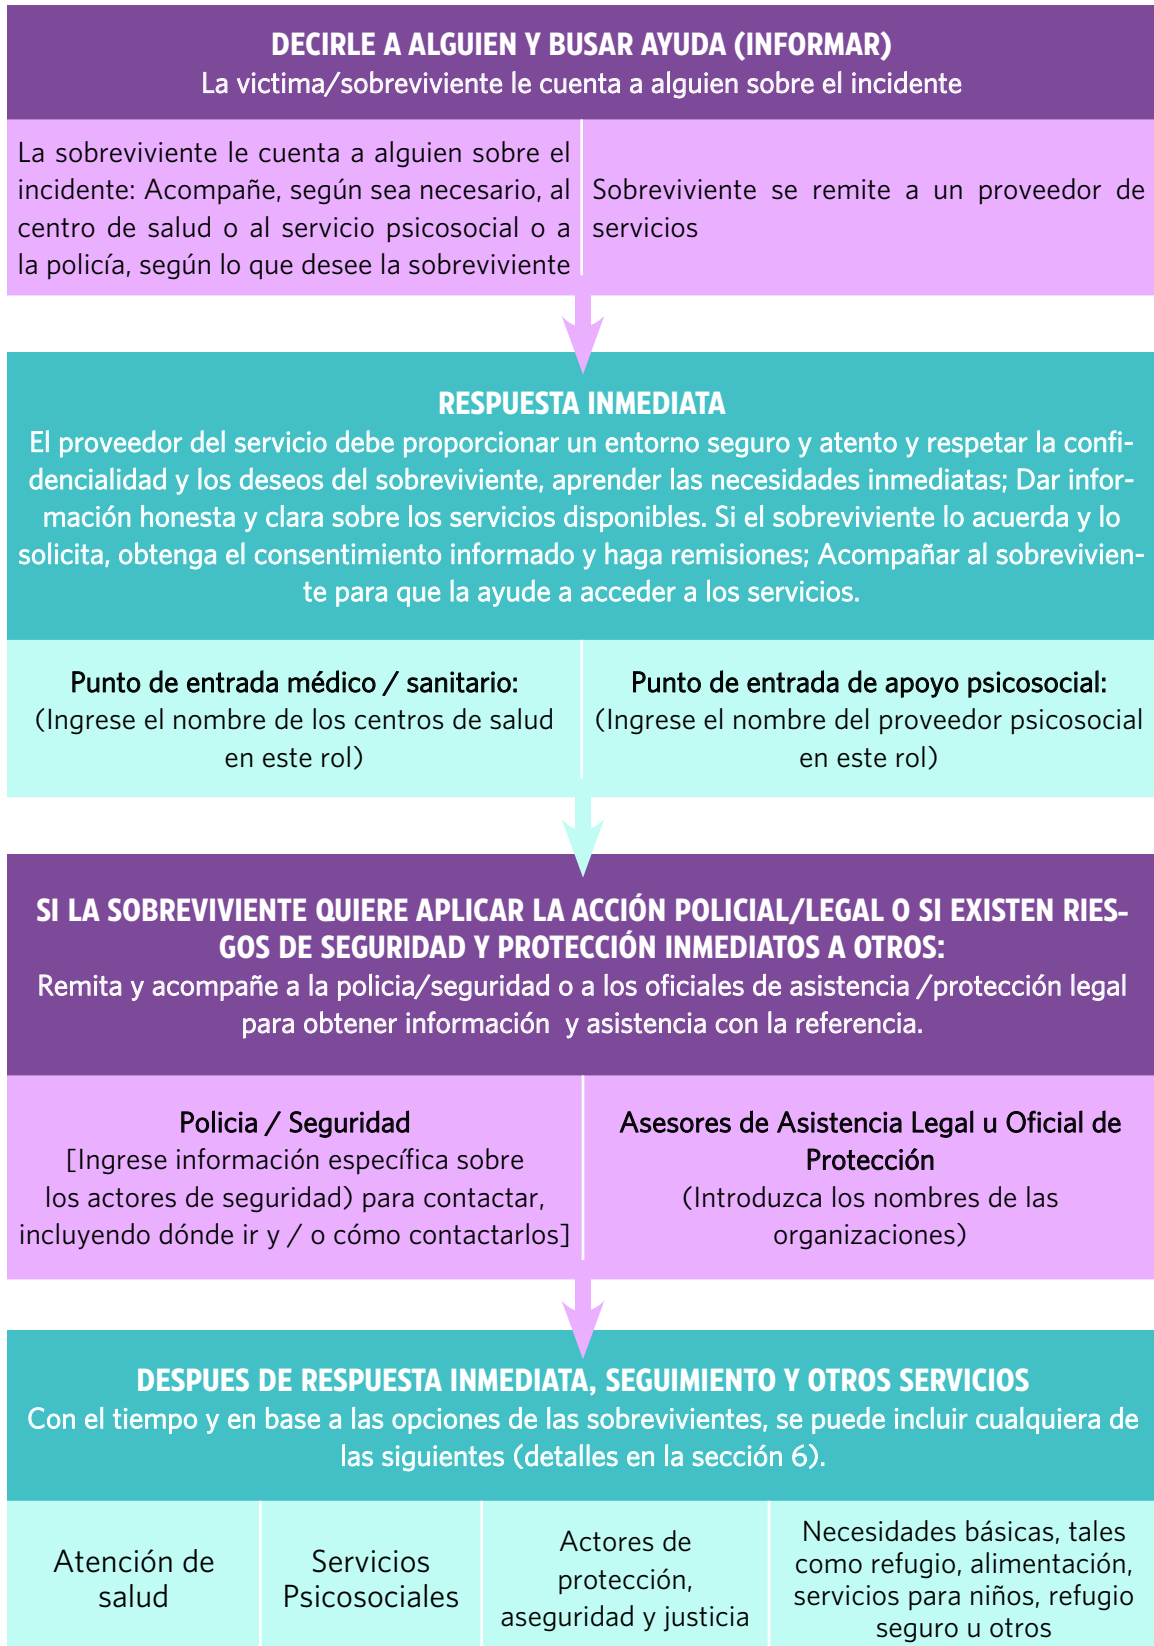 DECIRLE A ALGUIEN Y BUSAR AYUDA (INFORMAR)
La victima/sobreviviente le cuenta a alguien sobre el incidente
La sobreviviente le cuenta a alguien sobre el
incidente: Acompañe, según sea necesario, al
centro de salud o al servicio psicosocial o a
la policía, según lo que desee la sobreviviente
Sobreviviente se remite a un proveedor de
servicios
RESPUESTA INMEDIATA
El proveedor del servicio debe proporcionar un entorno seguro y atento y respetar la confi-
dencialidad y los deseos del sobreviviente, aprender las necesidades inmediatas; Dar infor-
mación honesta y clara sobre los servicios disponibles. Si el sobreviviente lo acuerda y lo
solicita, obtenga el consentimiento informado y haga remisiones; Acompañar al sobrevivien-
te para que la ayude a acceder a los servicios.
Punto de entrada médico / sanitario:
(Ingrese el nombre de los centros de salud
en este rol)
Punto de entrada de apoyo psicosocial:
(Ingrese el nombre del proveedor psicosocial
en este rol)
SI LA SOBREVIVIENTE QUIERE APLICAR LA ACCIÓN POLICIAL/LEGAL O SI EXISTEN RIES-
GOS DE SEGURIDAD Y PROTECCIÓN INMEDIATOS A OTROS:
Remita y acompañe a la policia/seguridad o a los oficiales de asistencia /protección legal
para obtener información  y asistencia con la referencia.
Policia / Seguridad
[Ingrese información específica sobre
los actores de seguridad) para contactar,
incluyendo dónde ir y / o cómo contactarlos]
Asesores de Asistencia Legal u Oficial de
Protección
(Introduzca los nombres de las
organizaciones)
DESPUES DE RESPUESTA INMEDIATA, SEGUIMIENTO Y OTROS SERVICIOS
Con el tiempo y en base a las opciones de las sobrevivientes, se puede incluir cualquiera de
las siguientes (detalles en la sección 6).
Atención de
salud
Servicios
Psicosociales
Actores de
protección,
aseguridad y justicia
Necesidades básicas, tales
como refugio, alimentación,
servicios para niños, refugio
seguro u otros